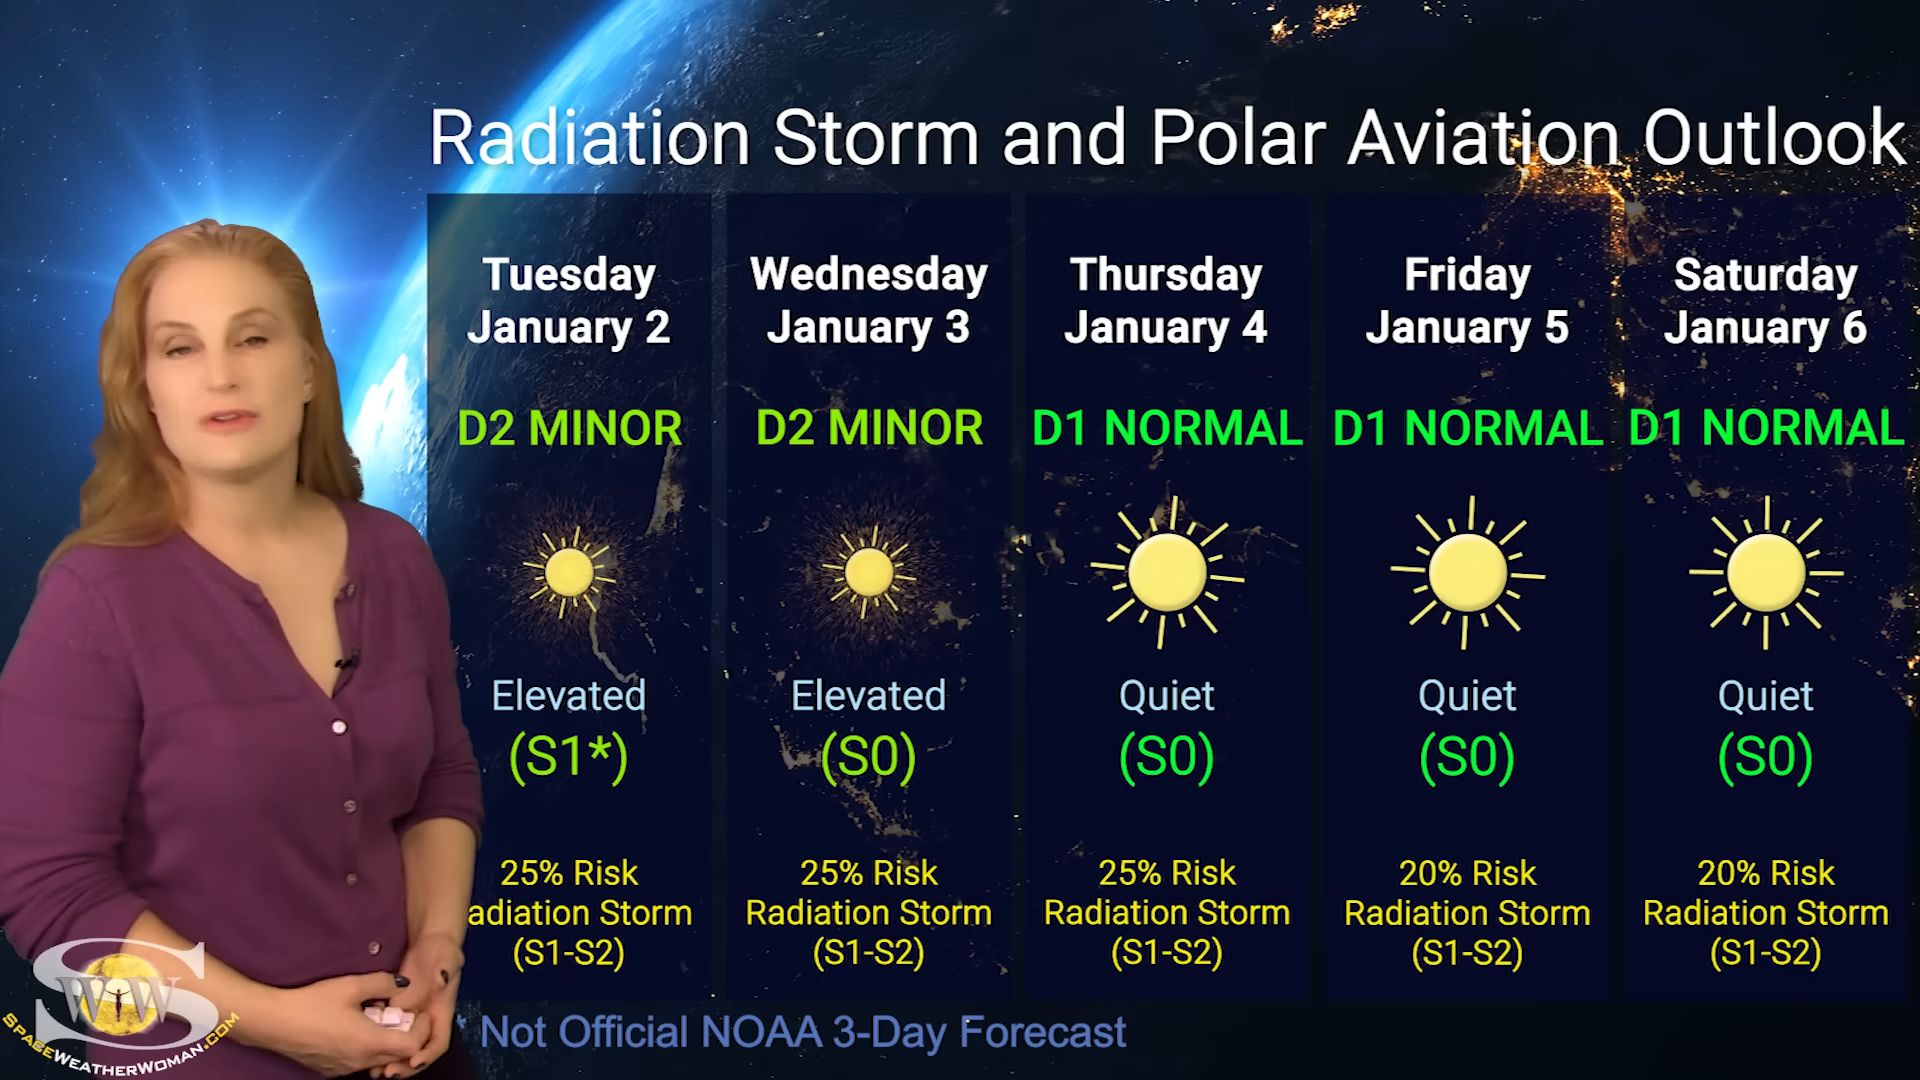 Radiation Storm and Polar Aviation Outlook
Tuesday
January 2
D2 MINOR
Elevated
(S1*)
25% Risk
adiation Storm
(S1-S2)
Wednesday
January 3
D2 MINOR
Elevated
(S0)
25% Risk
Radiation Storm
(S1-S2)
Thursday
January 4
D1 NORMAL
Quiet
(S0)
25% Risk
Radiation Storm
(S1-S2)
Friday
January 5
D1 NORMAL
Quiet
(S0)
20% Risk
Radiation Storm
(S1-S2)
Saturday
January 6
D1 NORMAL
Quiet
(S0)
20% Risk
Radiation Storm
(S1-S2)
* Not Official NOAA 3-Day Forecast
SWW
SPACEWEATHERWOMAN.COM